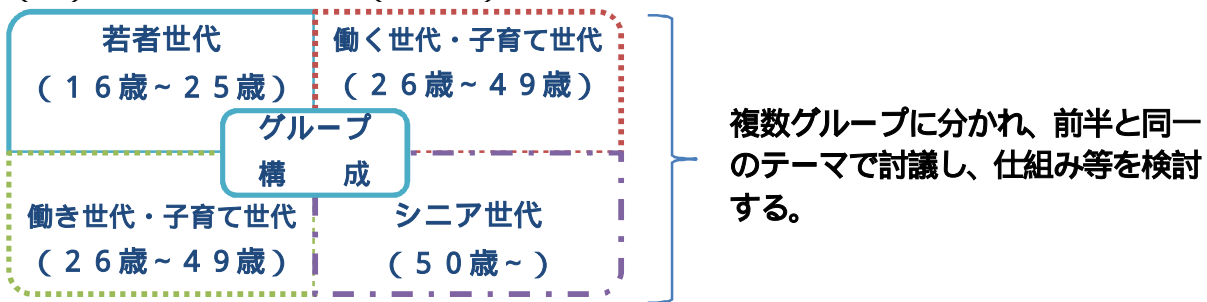 若者世代
（１６歳~２５歳）
働く世代・子育て世代
（２６歳~４９歳）
グループ
構　　成
働き世代・子育て世代
（２６歳~４９歳）
シニア世代
（５０歳~）
複数グループに分かれ、前半と同一
のテーマで討議し、仕組み等を検討
する。